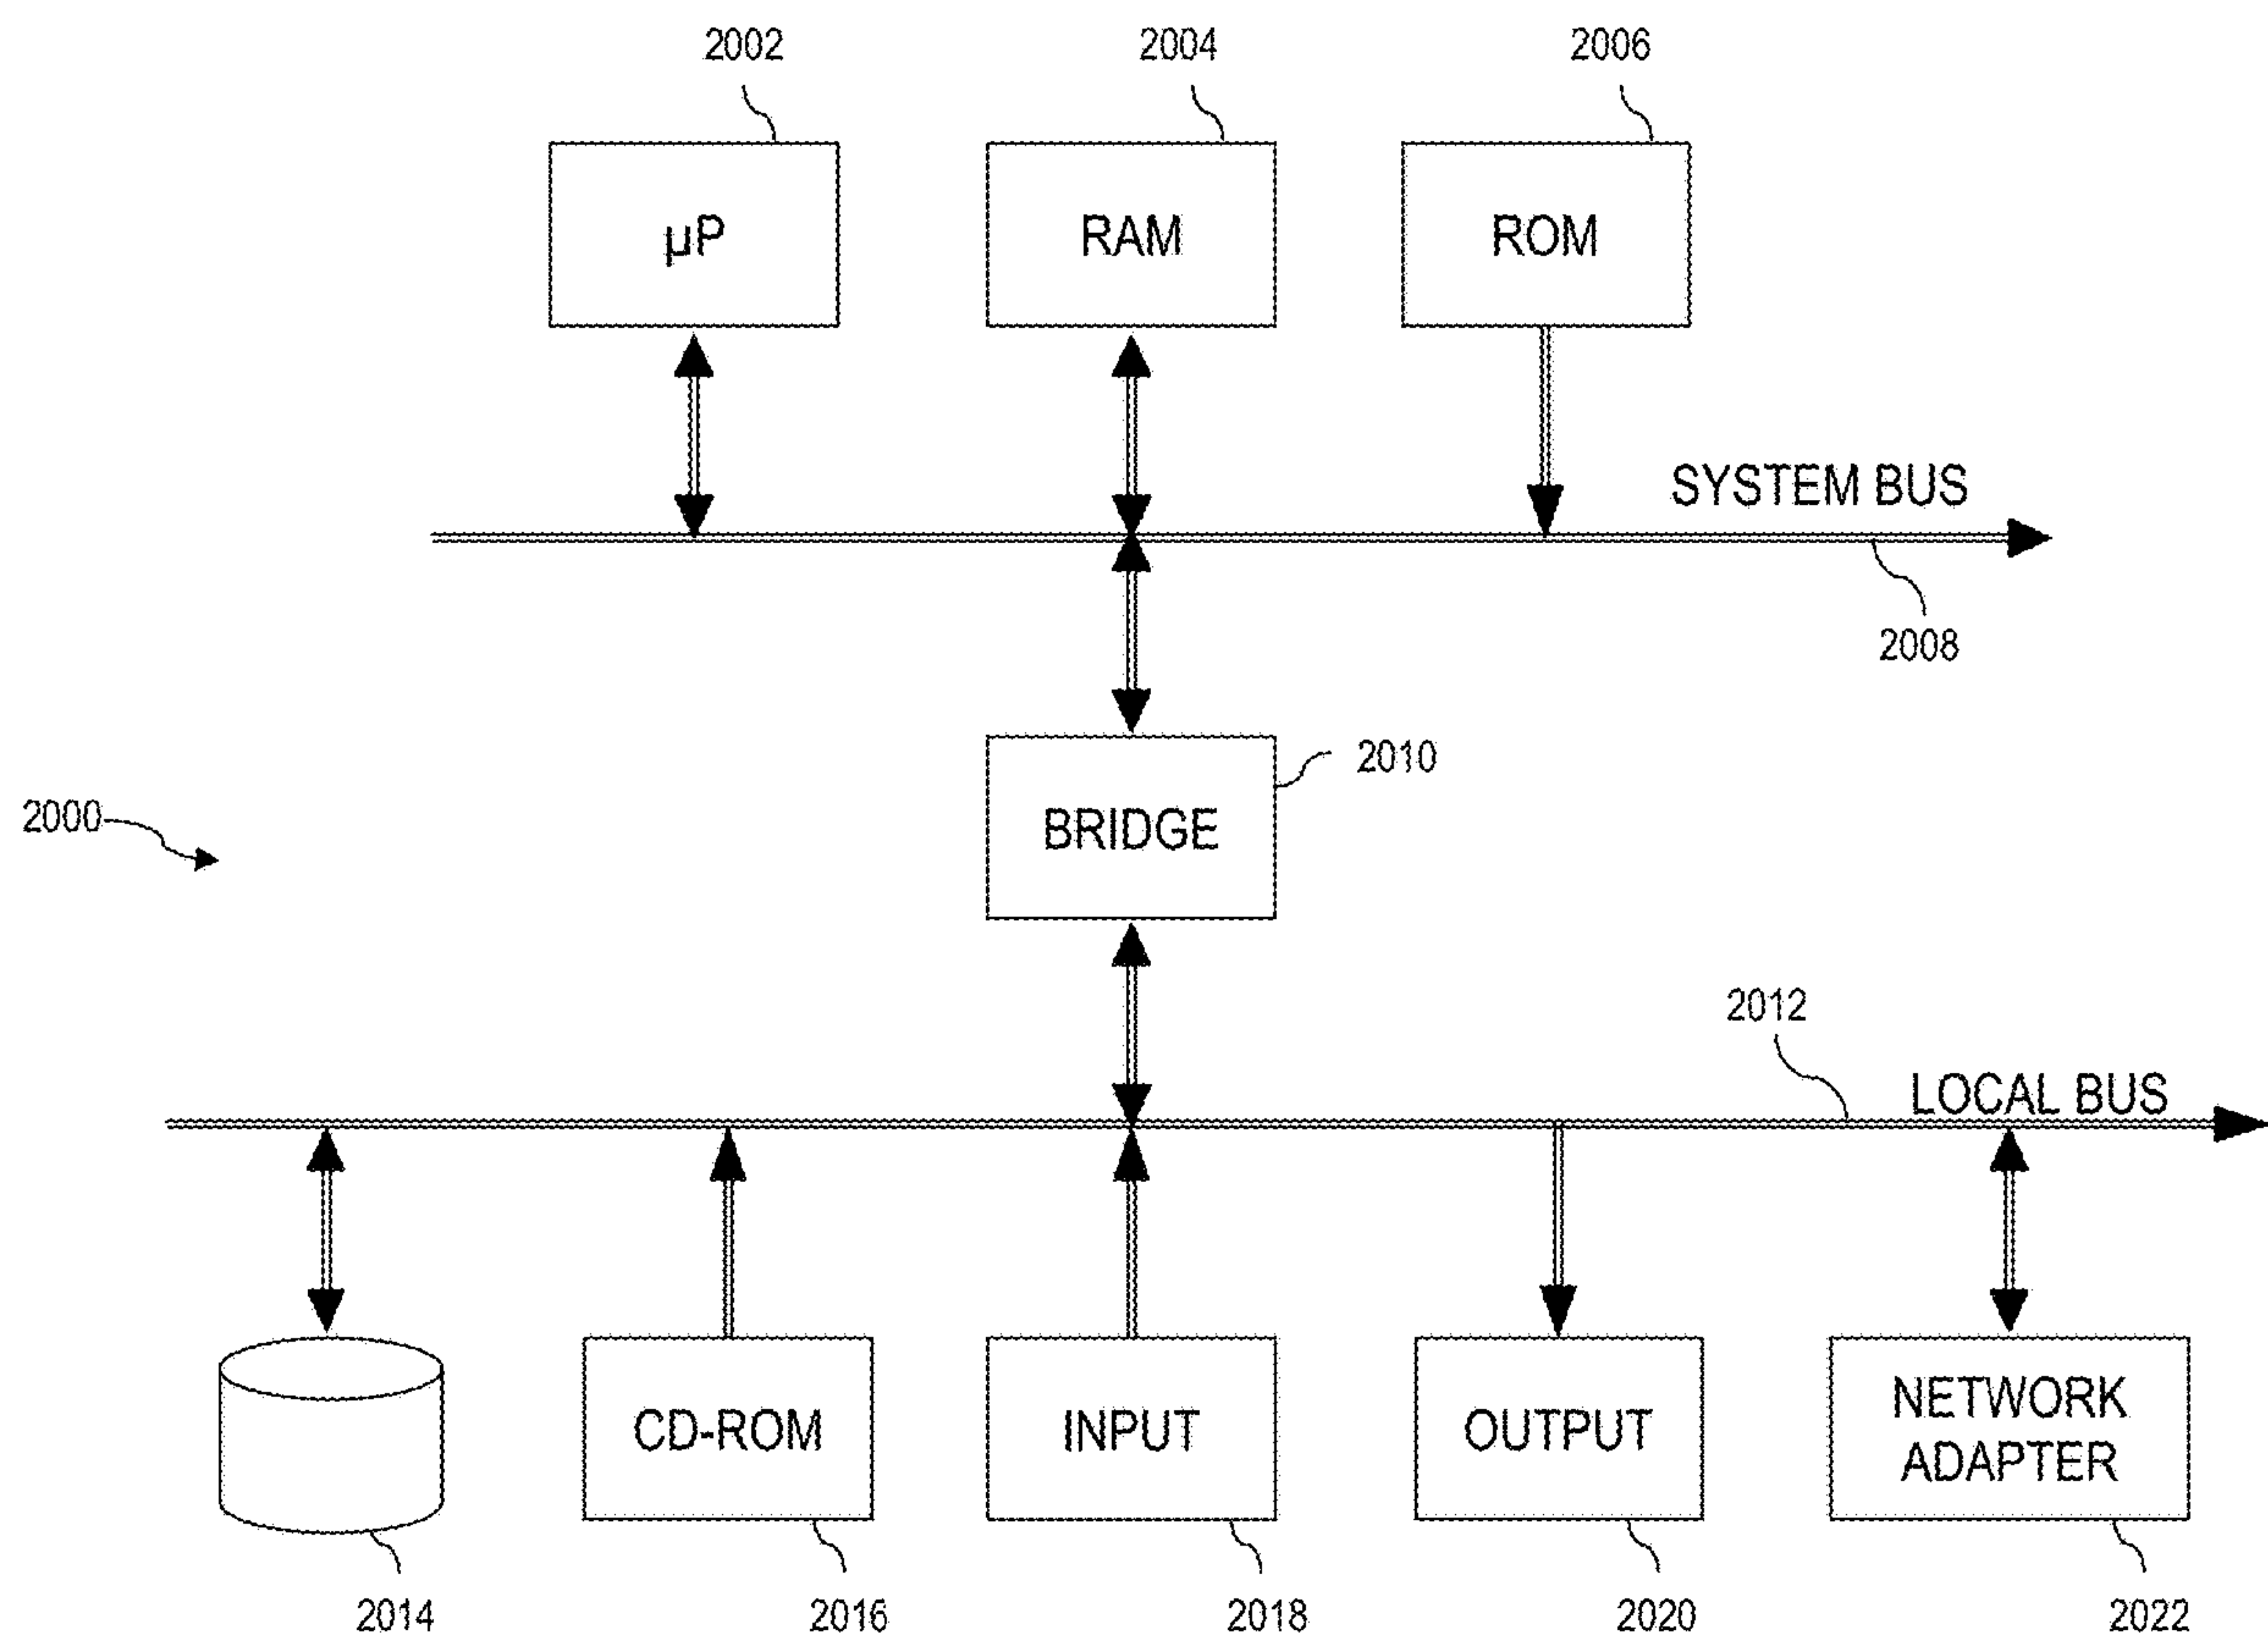 2002
2004
2006
µP
RAM
ROM
SYSTEM BUS
2008
2010
BRIDGE
2000
2012
LOCAL BUS
CD-ROM
INPUT
OUTPUT
NETWORK
ADAPTER
2014
2016
2018
2020
2022